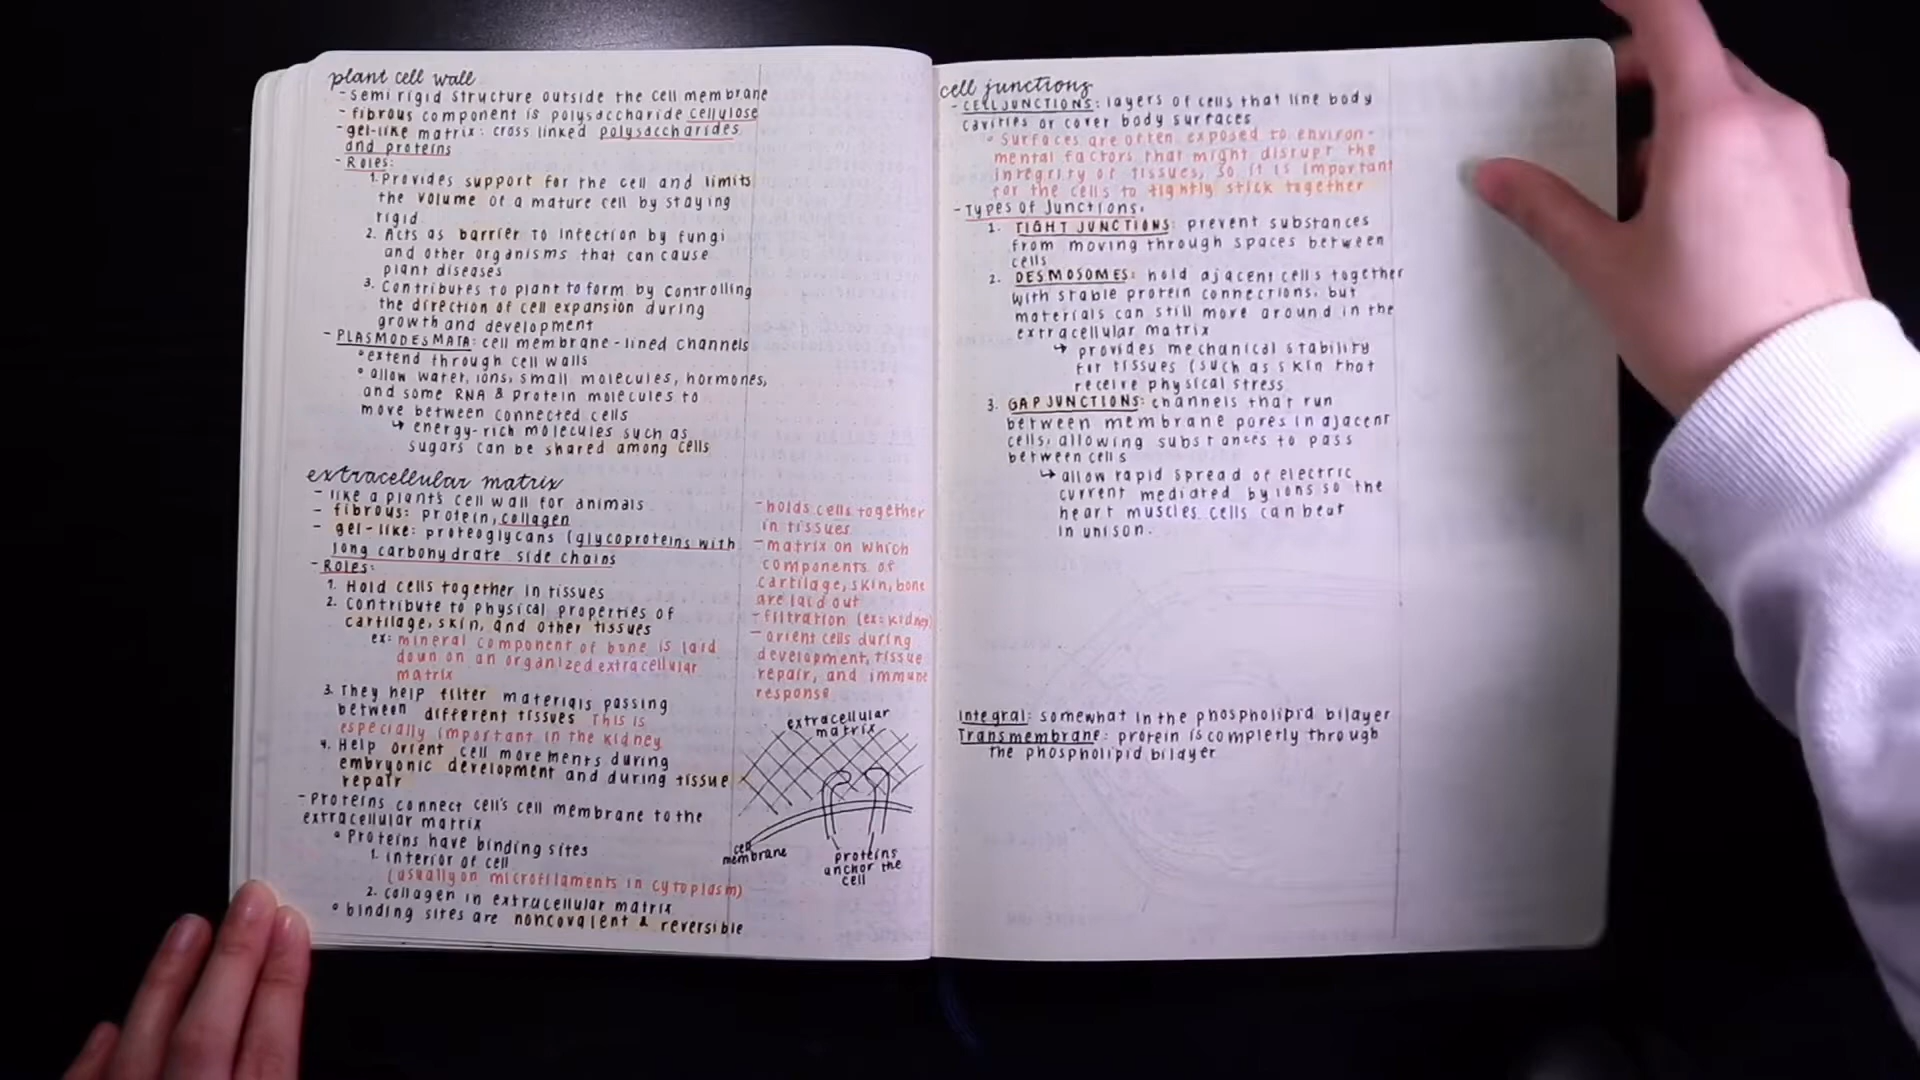 plant cell wall
- semi rigid structure outside the cell membrane
- fibrous component is polysaccharide cellulose
- gel-like matrix: cross linked polysaccharides
and proteins
- Roles:
1. Provides support for the cell and limits
the volume of a mature cell by staying
rigid
2. Acts as barrier to infection by fungi
and other organisms that can cause
plant diseases
3. Contributes to plant to form by controlling
the direction of cell expansion during
growth and development
- PLASMODESMATA: cell membrane-lined channels
° extend through cell walls
° allow water, ions, small molecules, hormones,
and some RNA & protein molecules to
move between connected cells
↳ energy-rich molecules such as
sugars can be shared among cells
extracellular matrix
- like a plant's cell wall for animals
- fibrous: protein, collagen
- gel-like: proteoglycans (glycoproteins with
long carbohydrate side chains
- Roles:
1. Hold cells together in tissues
2. Contribute to physical properties of
cartilage, skin, and other tissues
ex: mineral component of bone is laid
down on an organized extracellular
matrix
3. They help filter materials passing
between different tissues This is
especially important in the kidney
4. Help orient cell movements during
embryonic development and during tissue
repair
- Proteins connect cell's cell membrane to the
extracellular matrix
° Proteins have binding sites
1. interior of cell
(usually on microfilaments in cytoplasm)
2. collagen in extracellular matrix
° binding sites are noncovalent & reversible
- holds cells together
in tissues
- matrix on which
components of
cartilage, skin, bone
are laid out
- filtration (ex: kidney)
- orient cells during
development, tissue
repair, and immune
response
extracellular
matrix
cell
membrane
proteins
anchor the
cell
cell junctions
- CELL JUNCTIONS: layers of cells that line body
cavities or cover body surfaces
° Surfaces are often exposed to environ-
mental factors that might disrupt the
integrity of tissues, so it is important
for the cells to tightly stick together
- Types of Junctions.
1. TIGHT JUNCTIONS: prevent substances
from moving through spaces between
cells
2. DESMOSOMES: hold ajacent cells together
with stable protein connections, but
materials can still move around in the
extracellular matrix
↳ provides mechanical stability
for tissues (such as skin that
receive physical stress
3. GAP JUNCTIONS: channels that run
between membrane pores in ajacent
cells, allowing substances to pass
between cells
↳ allow rapid spread of electric
current mediated by ions so the
heart muscles cells can beat
in unison.
Integral: somewhat in the phospholipid bilayer
Transmembrane: protein is completly through
the phospholipid bilayer